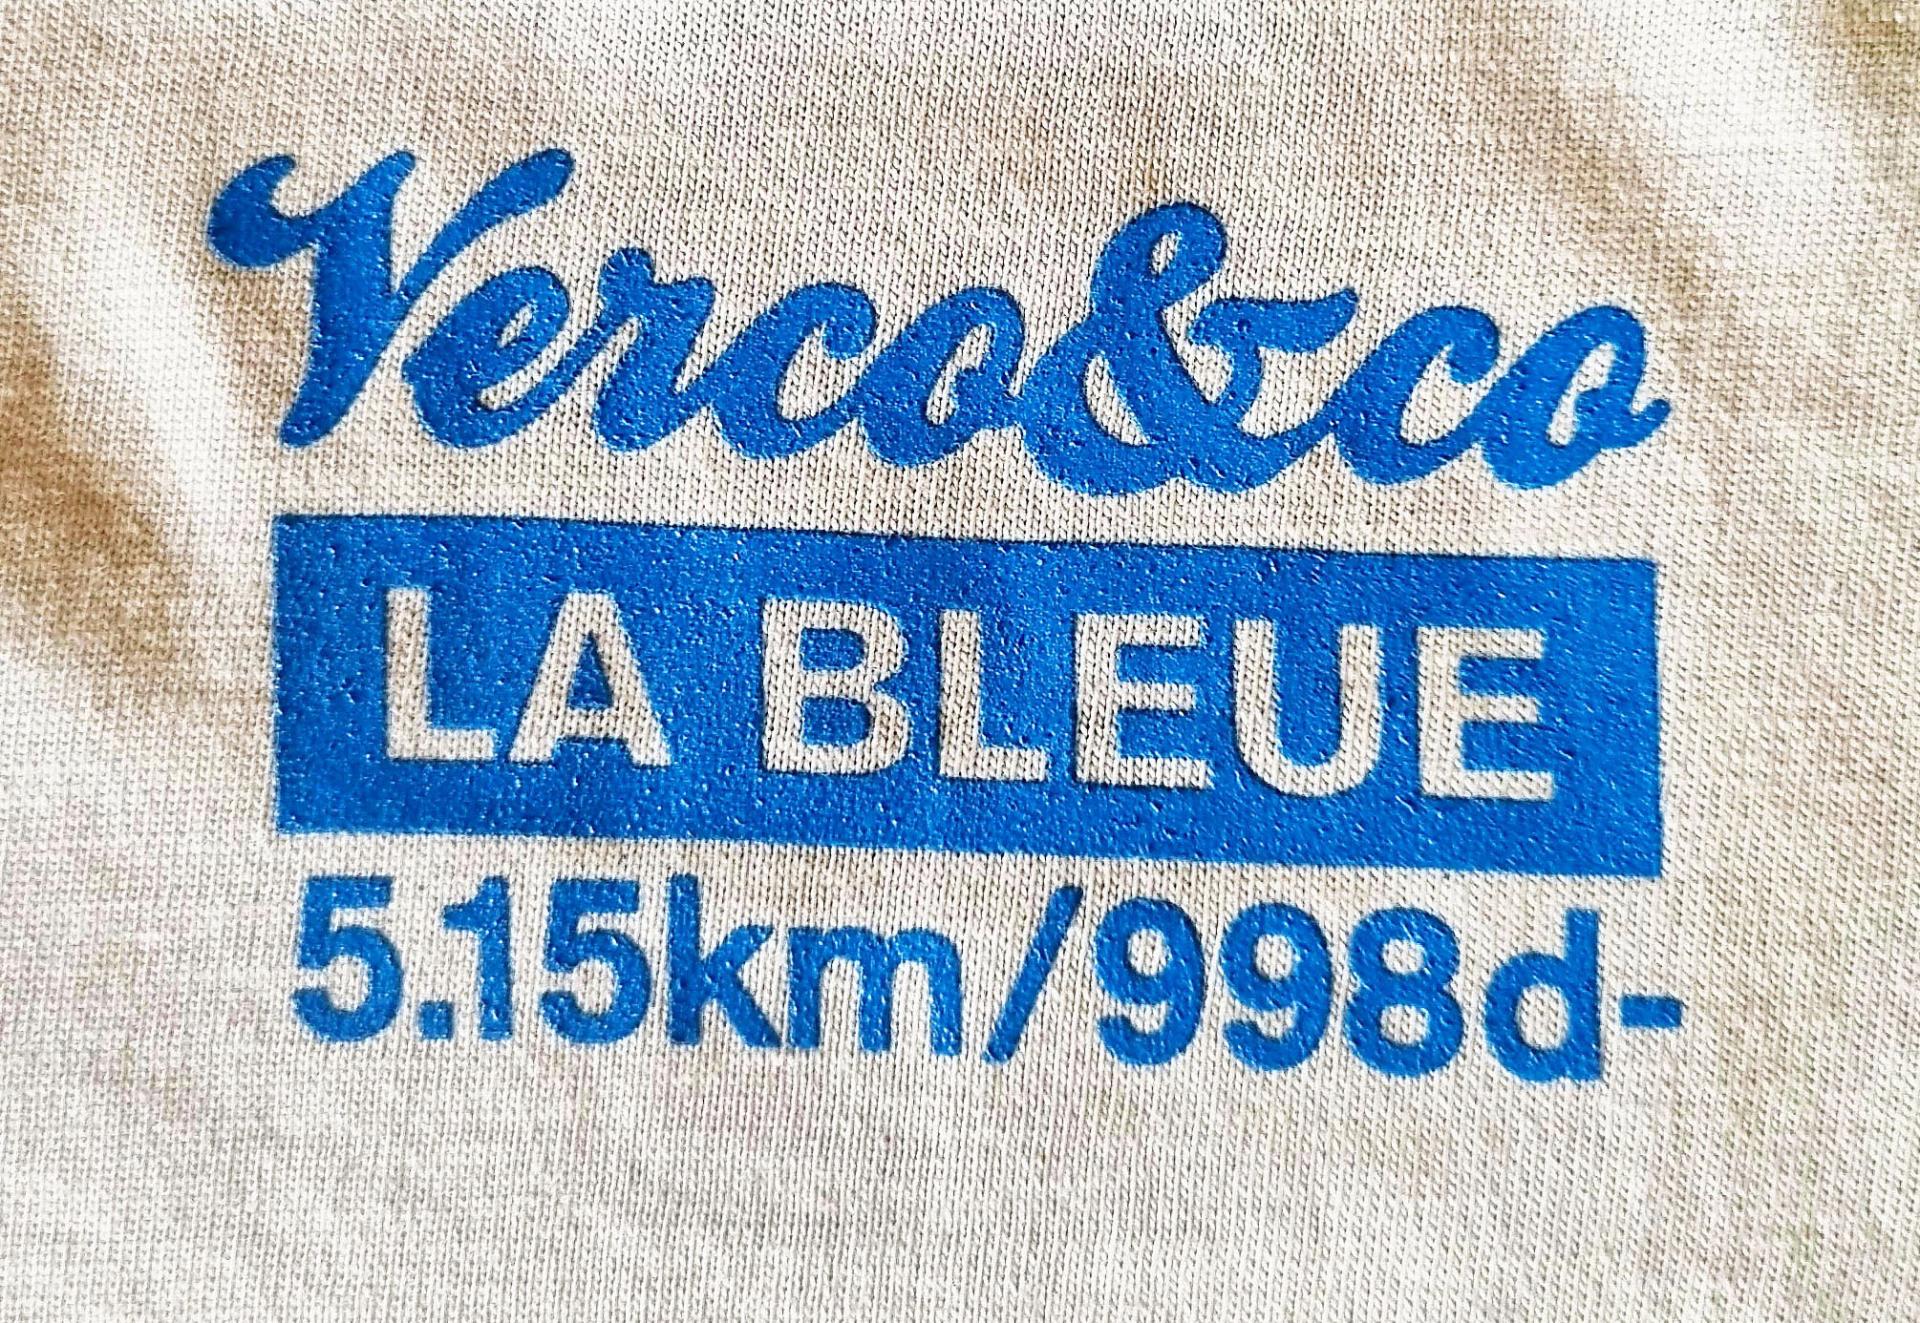 Verco&co
LA BLEUE
5.15km/998d-